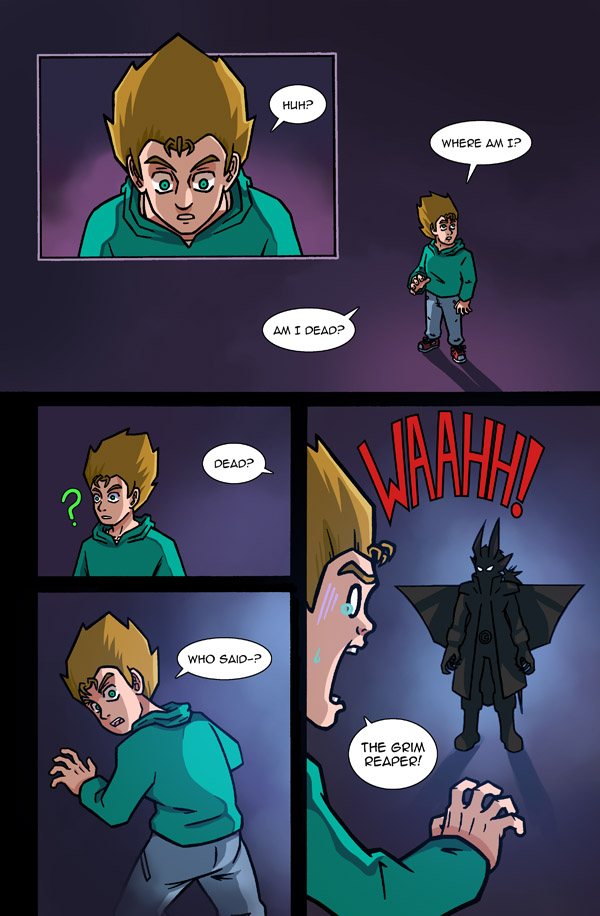 HUH?
WHERE AM I?
AM I DEAD?
DEAD?
?
WHO SAID-?
WAAHH!
THE GRIM
REAPER!